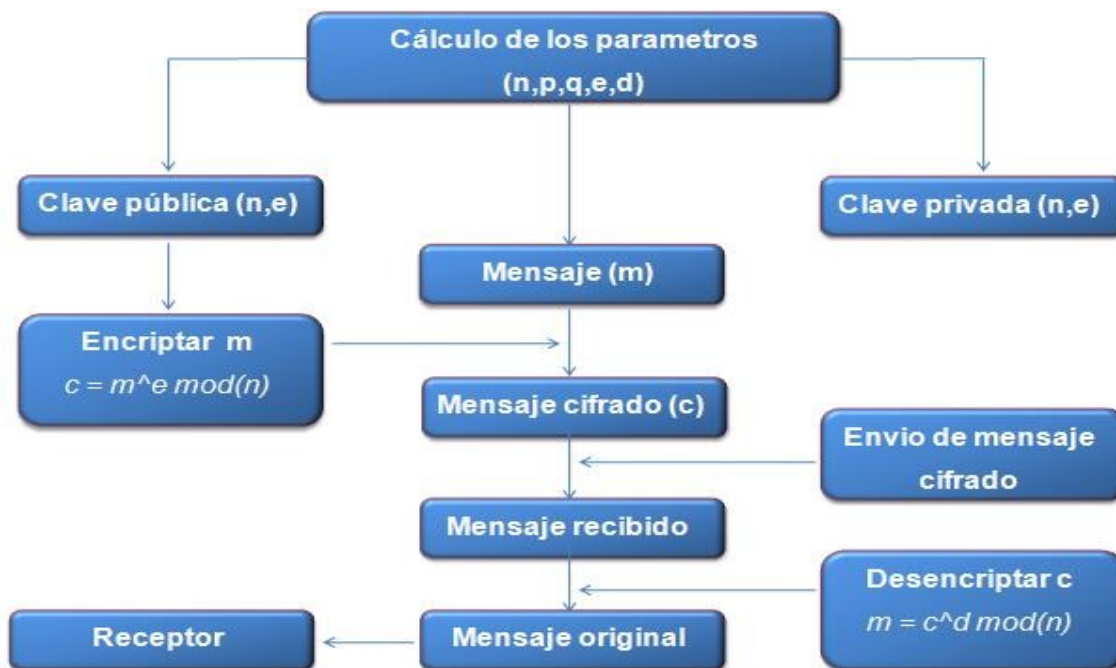 Cálculo de los parametros
(n,p,q,e,d)
Clave pública (n,e)
Clave privada (n,e)
Mensaje (m)
Encriptar m
c = m^e mod(n)
Mensaje cifrado (c)
Envio de mensaje
cifrado
Mensaje recibido
Desencriptar c
m = c^d mod(n)
Receptor
Mensaje original